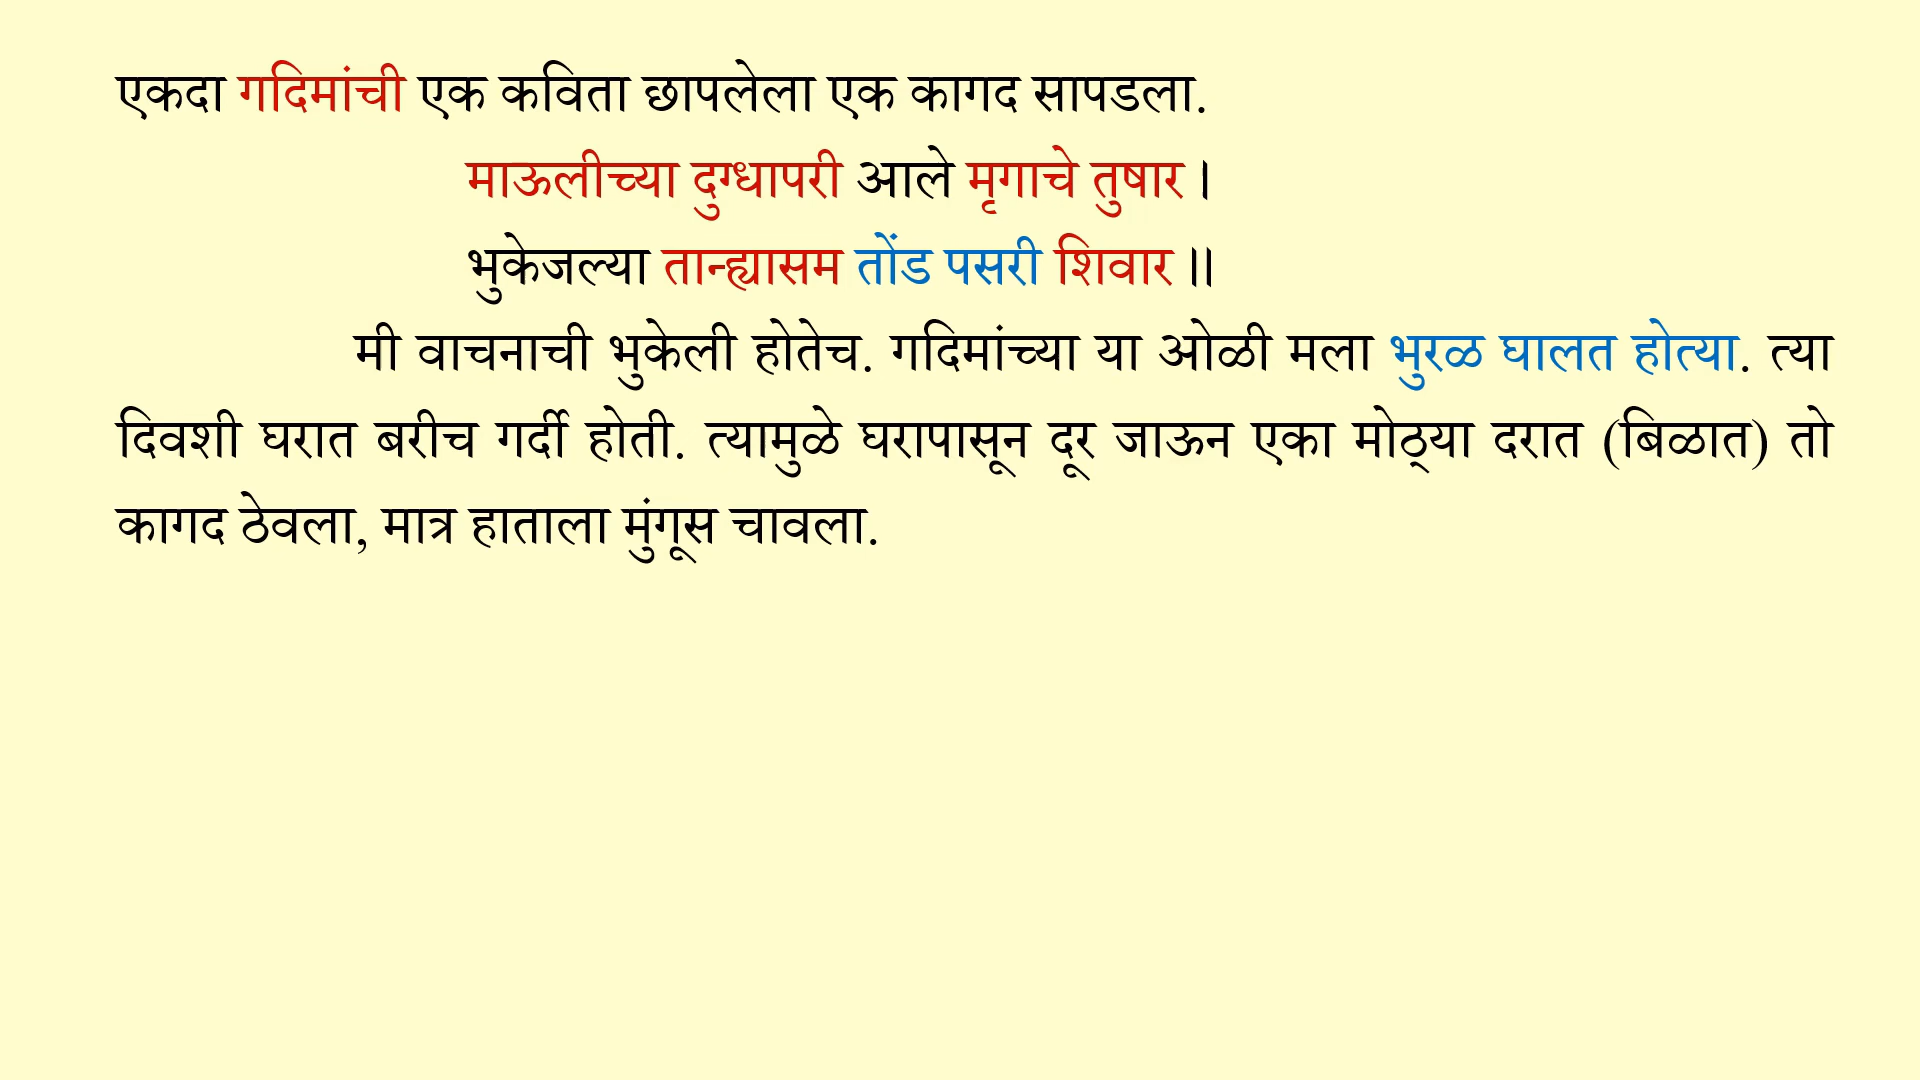 एकदा गदिमांची एक कविता छापलेला एक कागद सापडला.
माऊलीच्या दुग्धापरी आले मृगाचे तुषार।
भुकेजल्या तान्ह्यासम तोंड पसरी शिवार॥
मी वाचनाची भुकेली होतेच. गदिमांच्या या ओळी मला भुरळ घालत होत्या. त्या
दिवशी घरात बरीच गर्दी होती. त्यामुळे घरापासून दूर जाऊन एका मोठ्या दरात (बिळात) तो
कागद ठेवला, मात्र हाताला मुंगूस चावला.